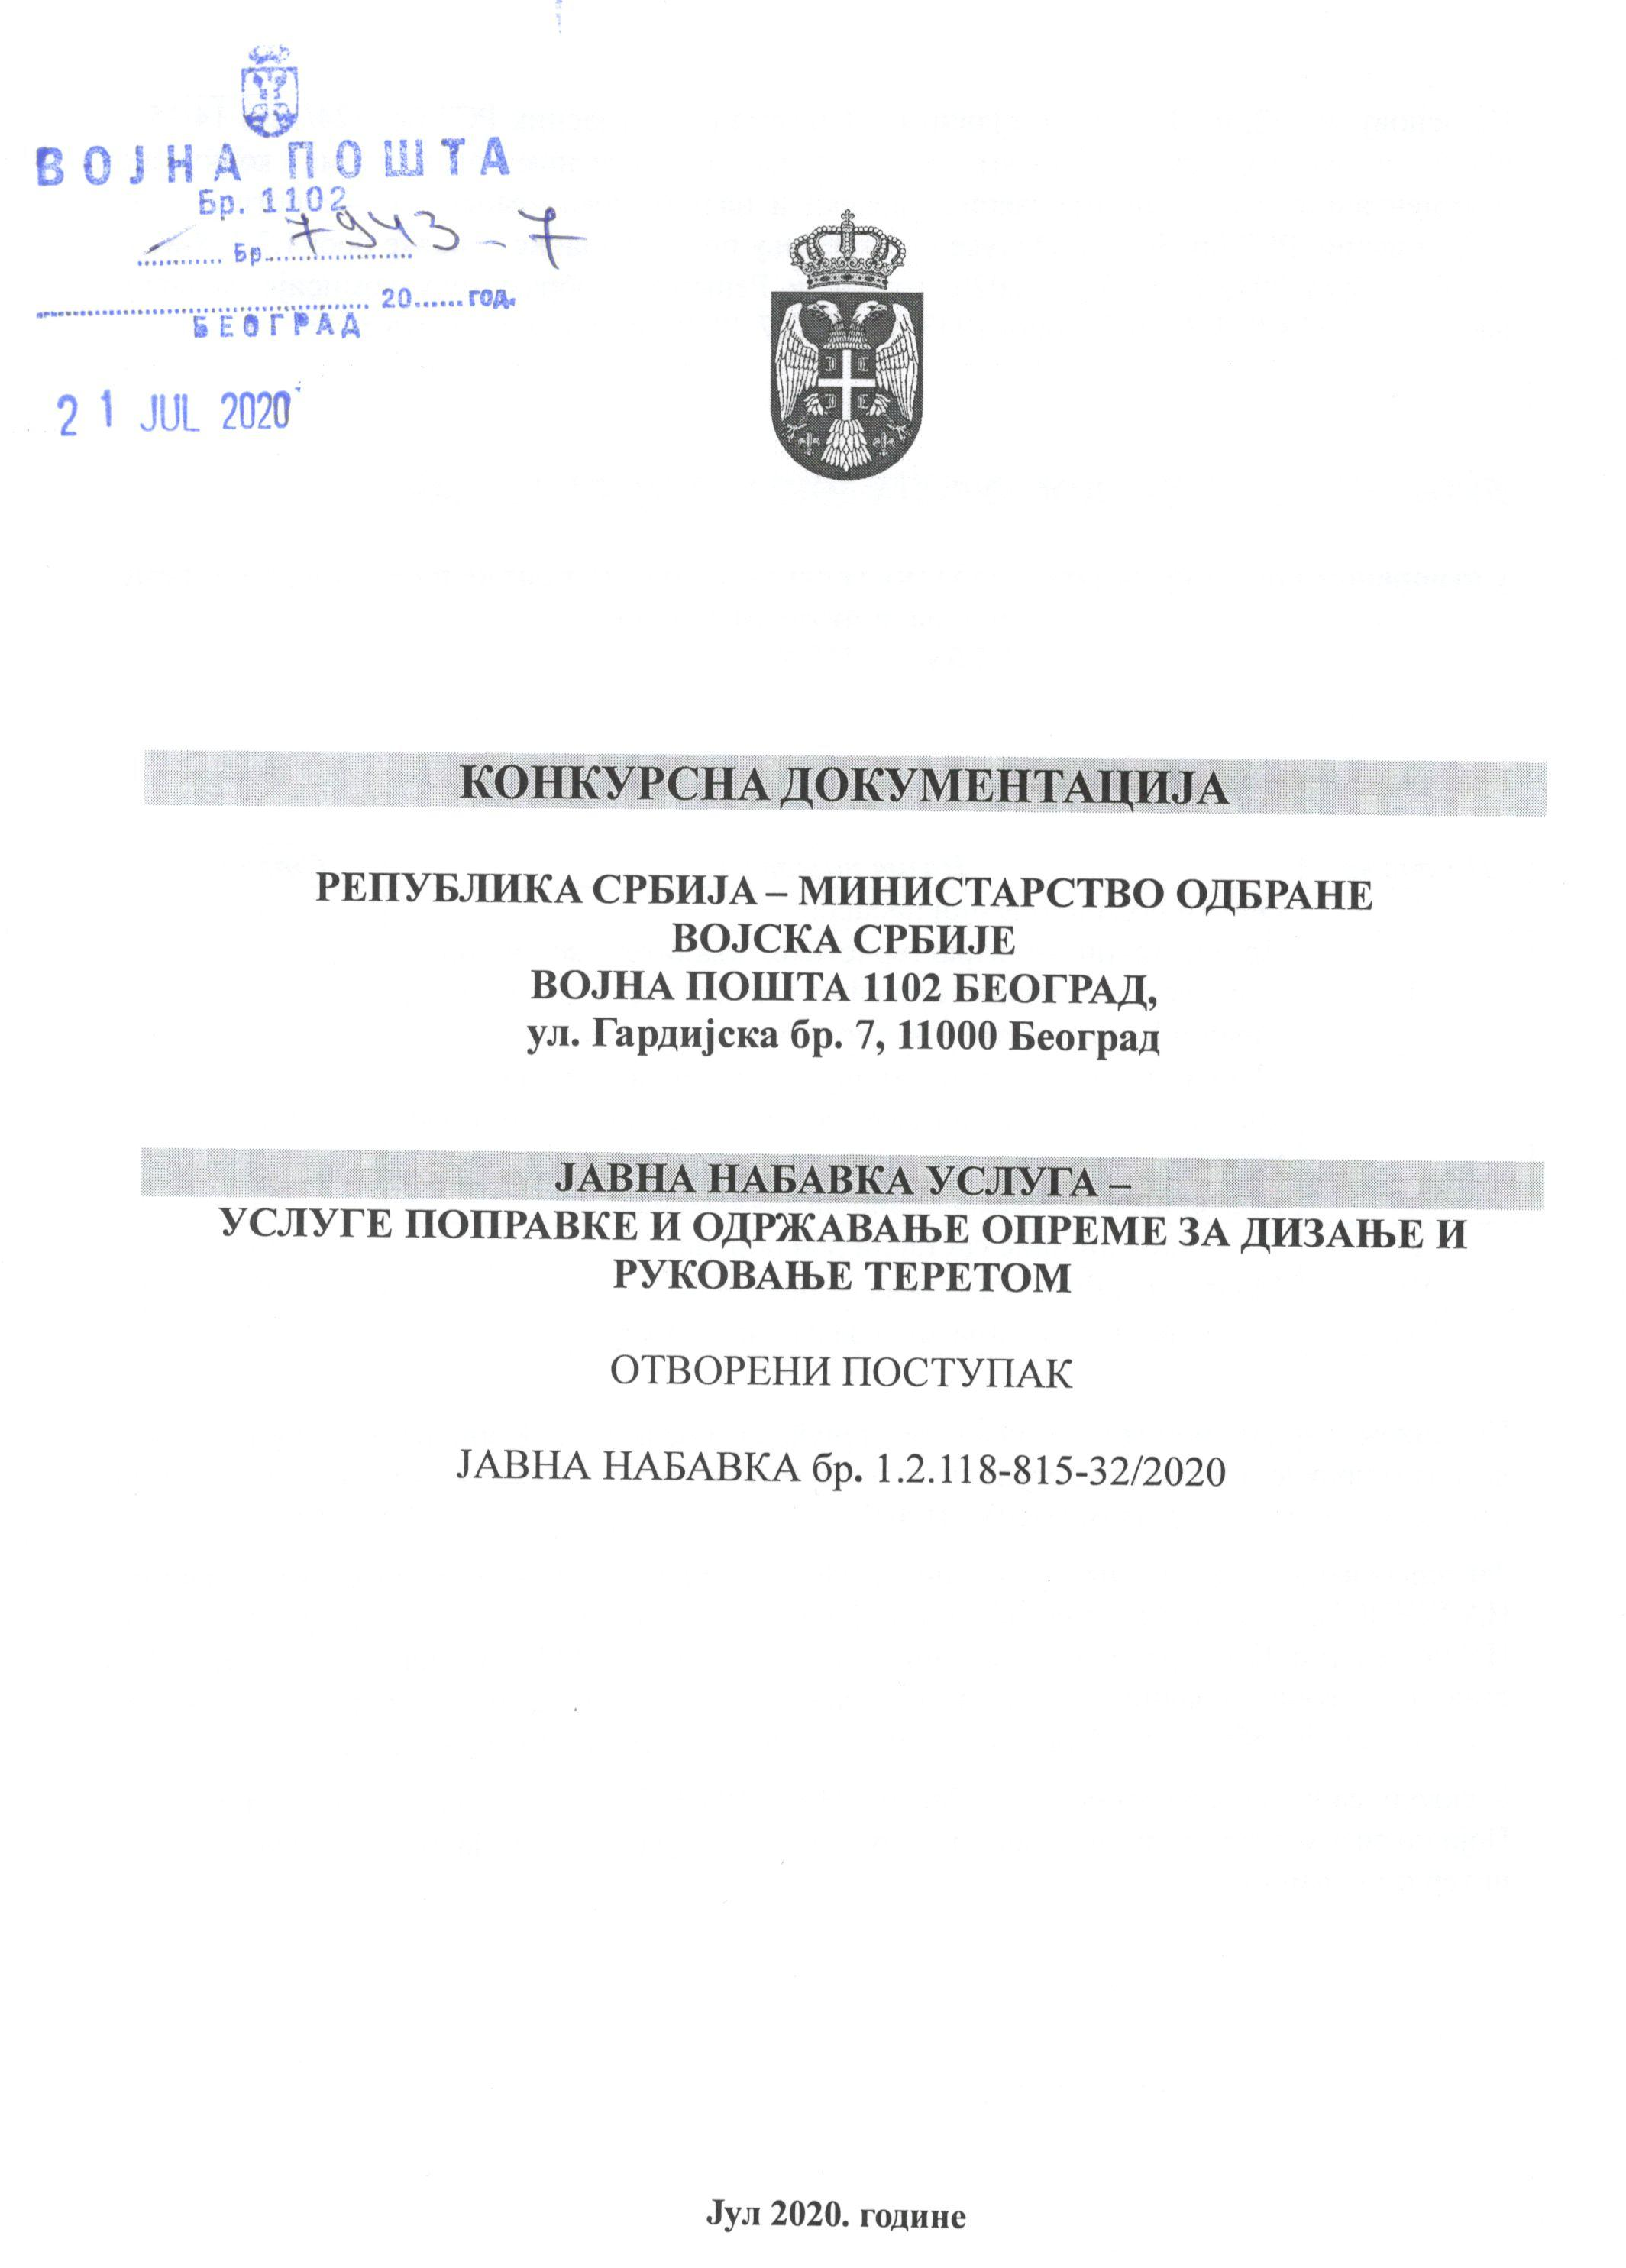 ВОЈНА ПОШТА
Бр. 1102
Бр. 7943-7
20 год.
БЕОГРАД
21 JUL 2020
КОНКУРСНА ДОКУМЕНТАЦИЈА
РЕПУБЛИКА СРБИЈА – МИНИСТАРСТВО ОДБРАНЕ
ВОЈСКА СРБИЈЕ
ВОЈНА ПОШТА 1102 БЕОГРАД,
ул. Гардијска бр. 7, 11000 Београд
ЈАВНА НАБАВКА УСЛУГА –
УСЛУГЕ ПОПРАВКЕ И ОДРЖАВАЊЕ ОПРЕМЕ ЗА ДИЗАЊЕ И
РУКОВАЊЕ ТЕРЕТОМ
ОТВОРЕНИ ПОСТУПАК
ЈАВНА НАБАВКА бр. 1.2.118-815-32/2020
Јул 2020. године